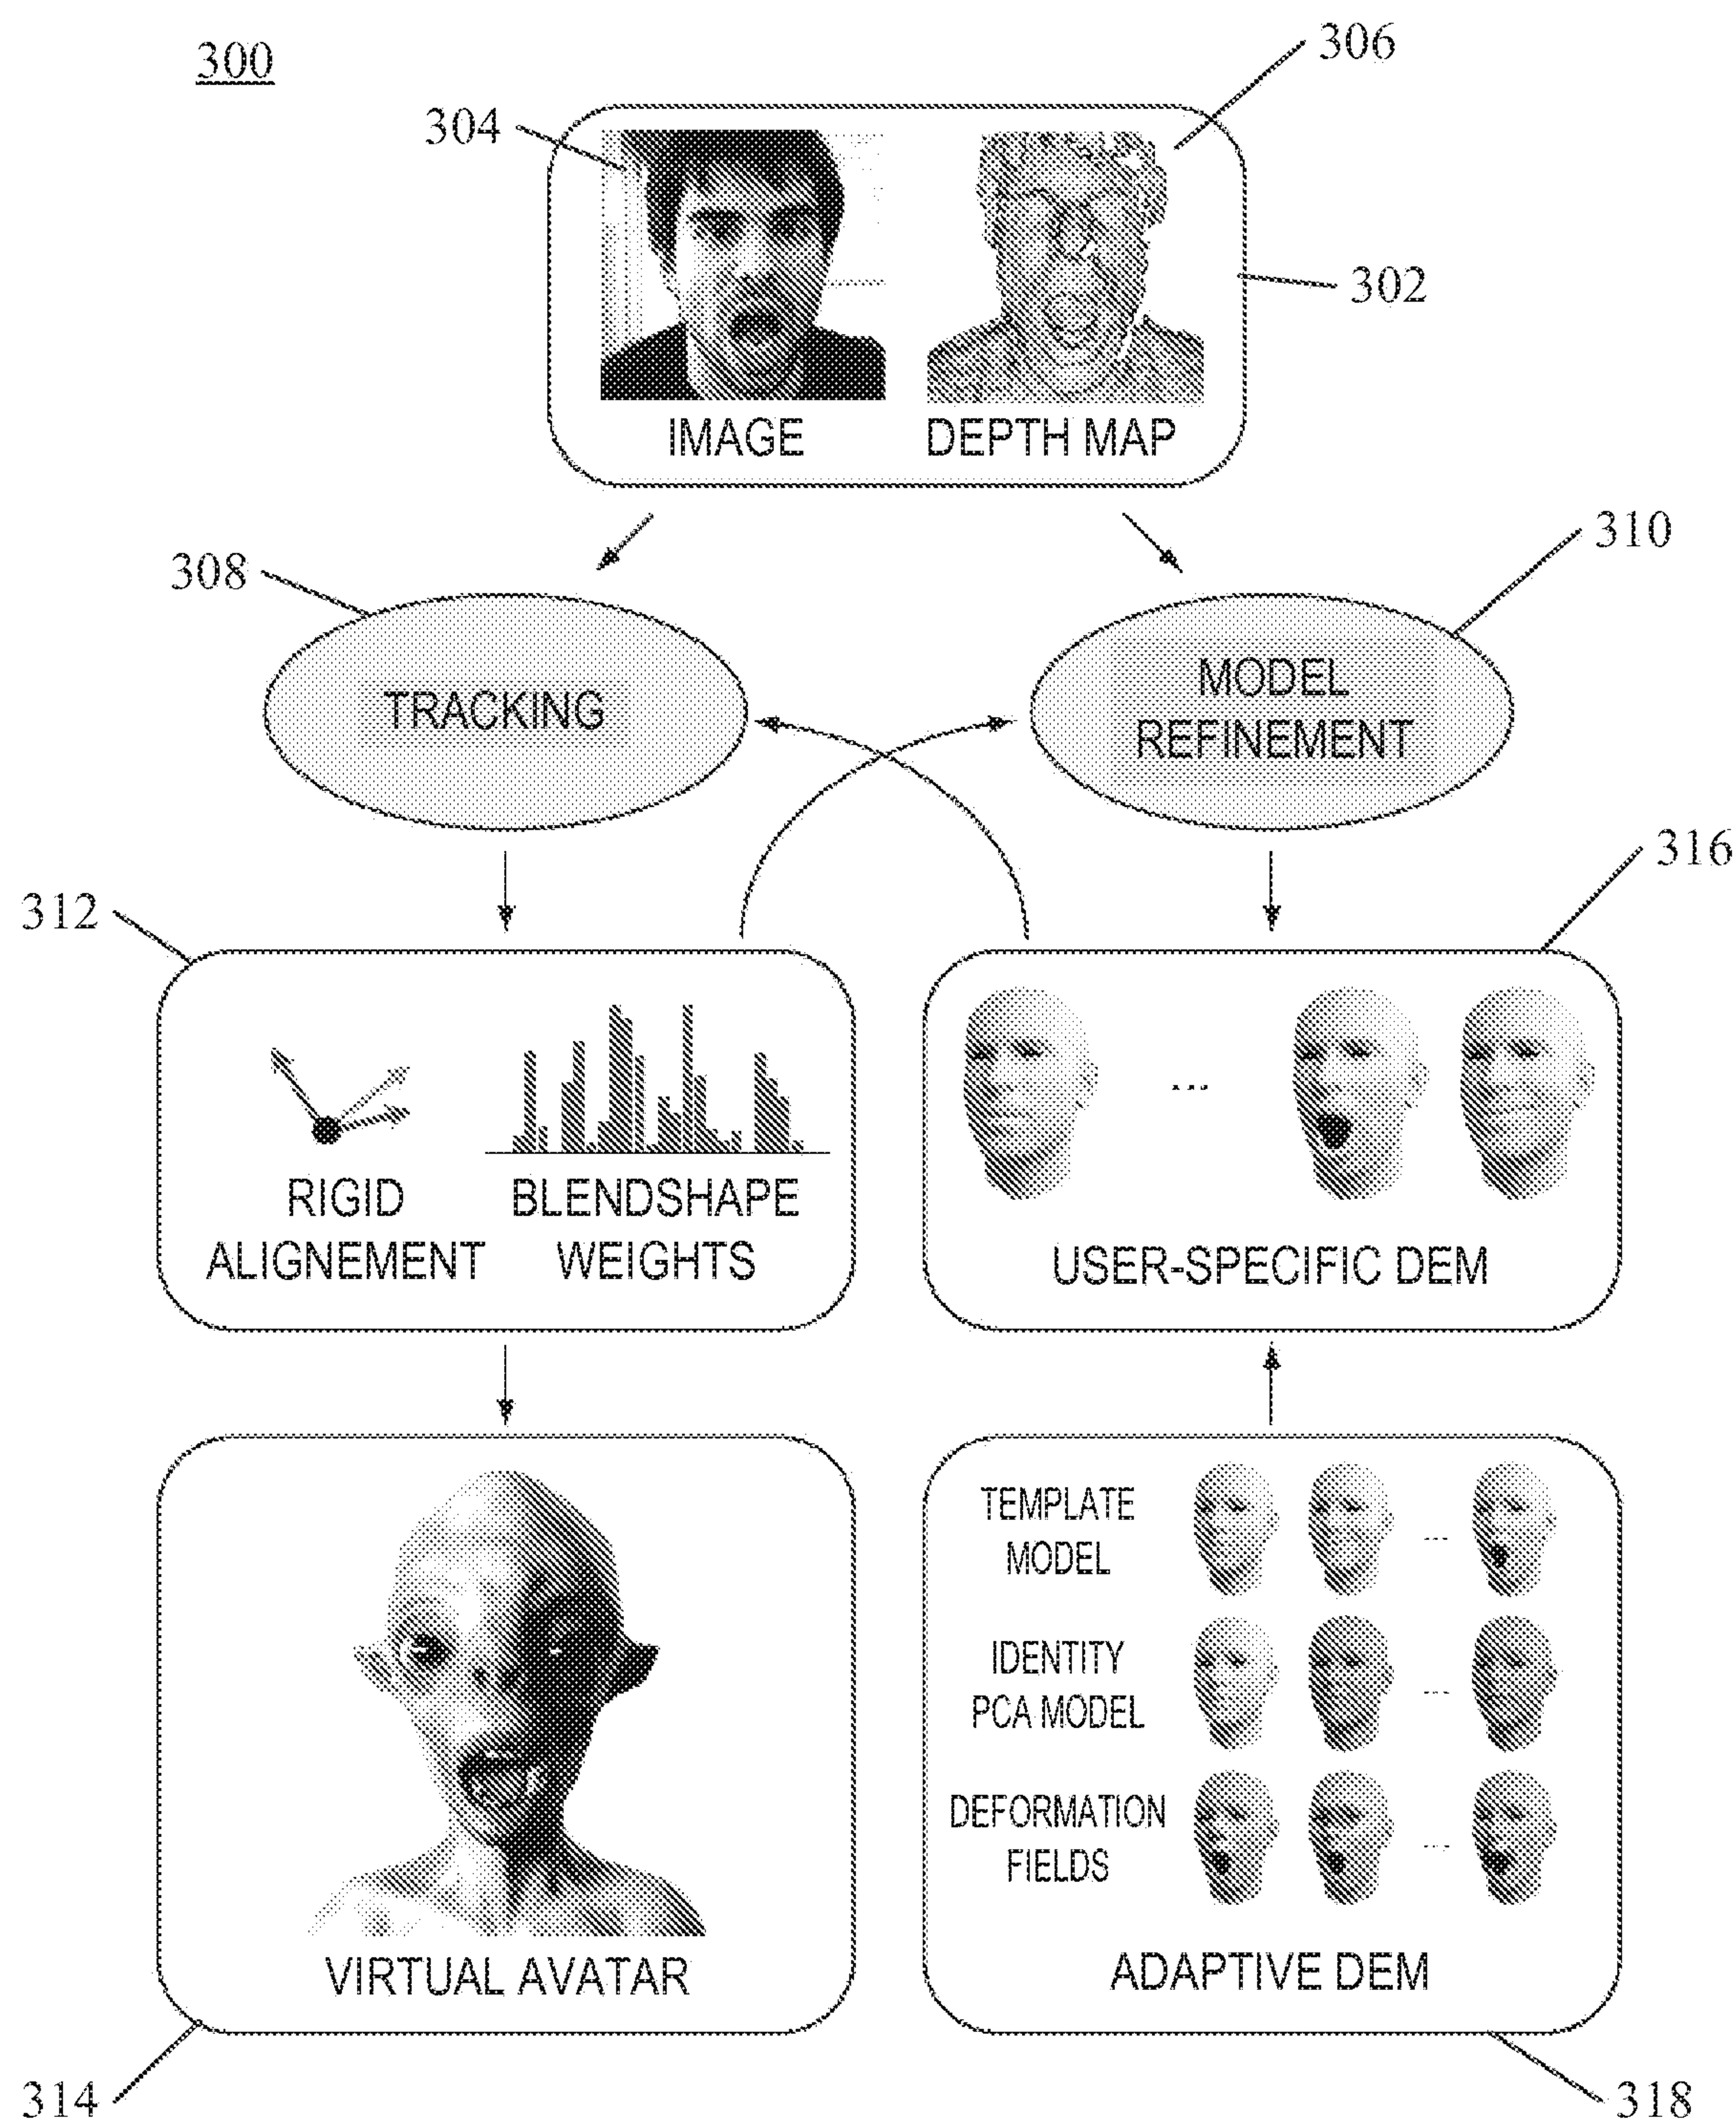 300
306
304
302
IMAGE
DEPTH MAP
308
310
TRACKING
MODEL
REFINEMENT
312
316
RIGID
ALIGNEMENT
BLENDSHAPE
WEIGHTS
...
USER-SPECIFIC DEM
TEMPLATE
MODEL
...
IDENTITY
PCA MODEL
...
DEFORMATION
FIELDS
...
VIRTUAL AVATAR
ADAPTIVE DEM
314
318